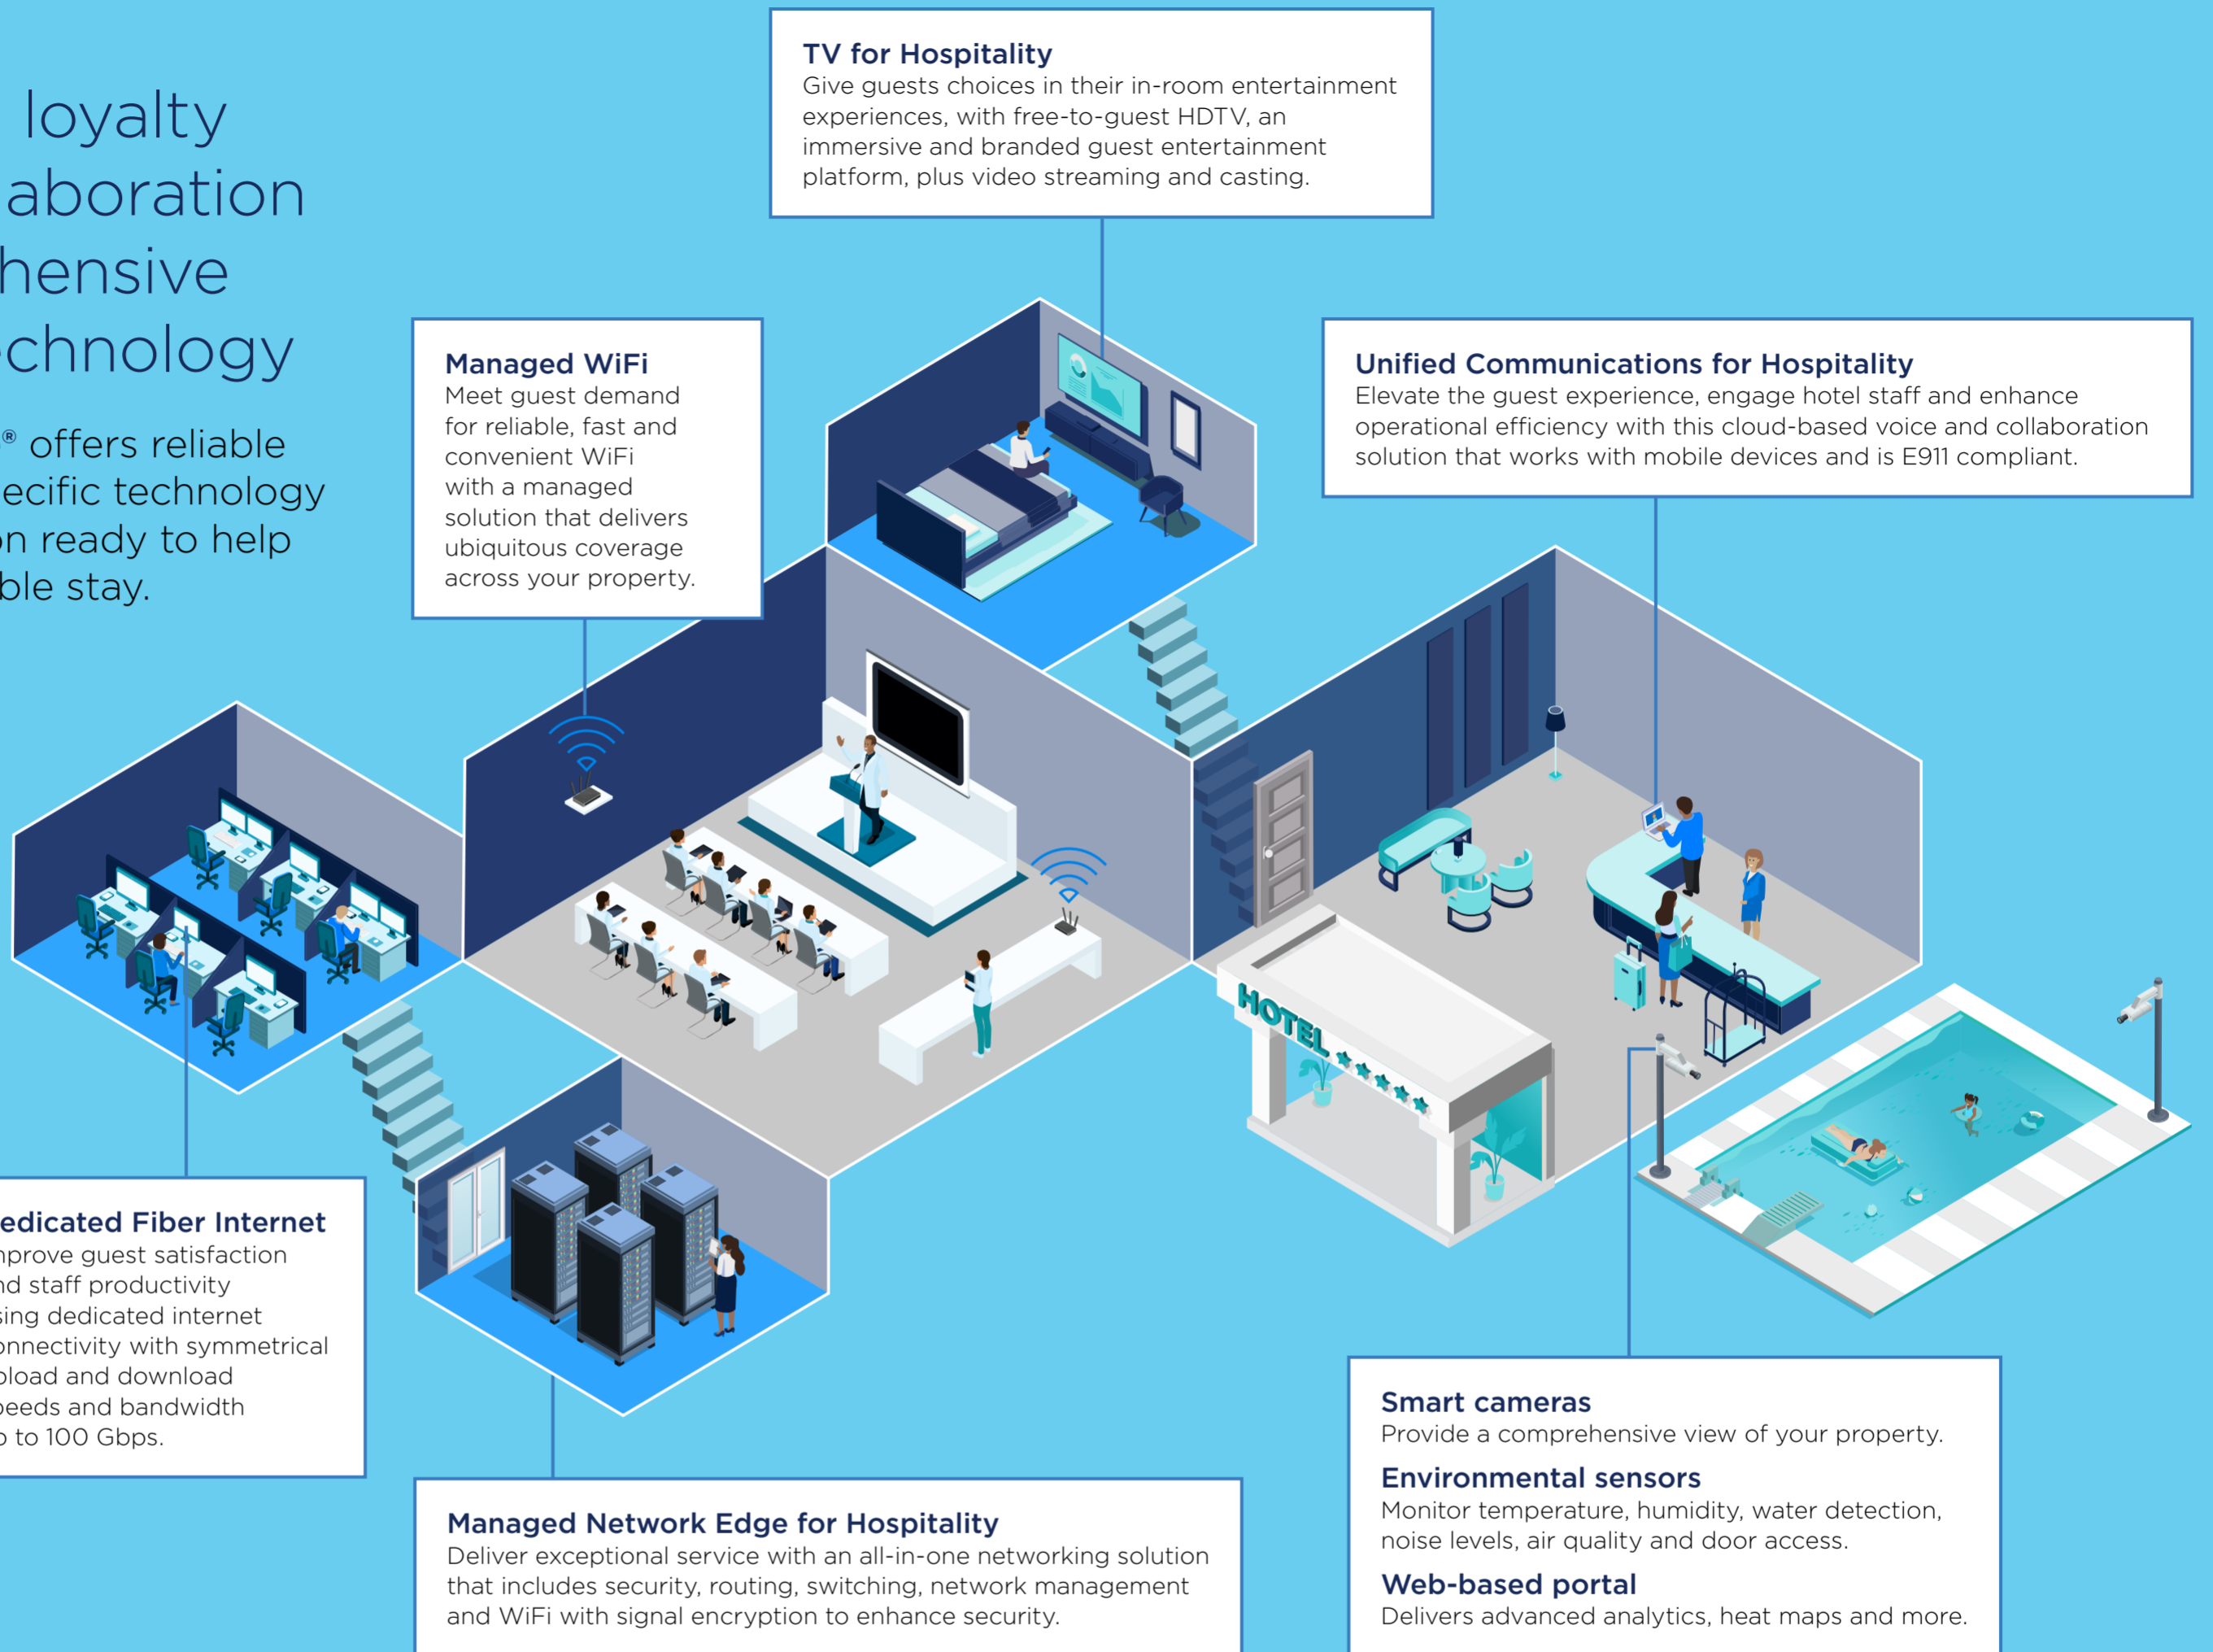 loyalty
aboration
hensive
chnology
® offers reliable
ecific technology
n ready to help
ble stay.
TV for Hospitality
Give guests choices in their in-room entertainment
experiences, with free-to-guest HDTV, an
immersive and branded guest entertainment
platform, plus video streaming and casting.
Managed WiFi
Meet guest demand
for reliable, fast and
convenient WiFi
with a managed
solution that delivers
ubiquitous coverage
across your property.
Unified Communications for Hospitality
Elevate the guest experience, engage hotel staff and enhance
operational efficiency with this cloud-based voice and collaboration
solution that works with mobile devices and is E911 compliant.
HOTEL
edicated Fiber Internet
mprove guest satisfaction
nd staff productivity
sing dedicated internet
onnectivity with symmetrical
pload and download
peeds and bandwidth
p to 100 Gbps.
Managed Network Edge for Hospitality
Deliver exceptional service with an all-in-one networking solution
that includes security, routing, switching, network management
and WiFi with signal encryption to enhance security.
Smart cameras
Provide a comprehensive view of your property.
Environmental sensors
Monitor temperature, humidity, water detection,
noise levels, air quality and door access.
Web-based portal
Delivers advanced analytics, heat maps and more.